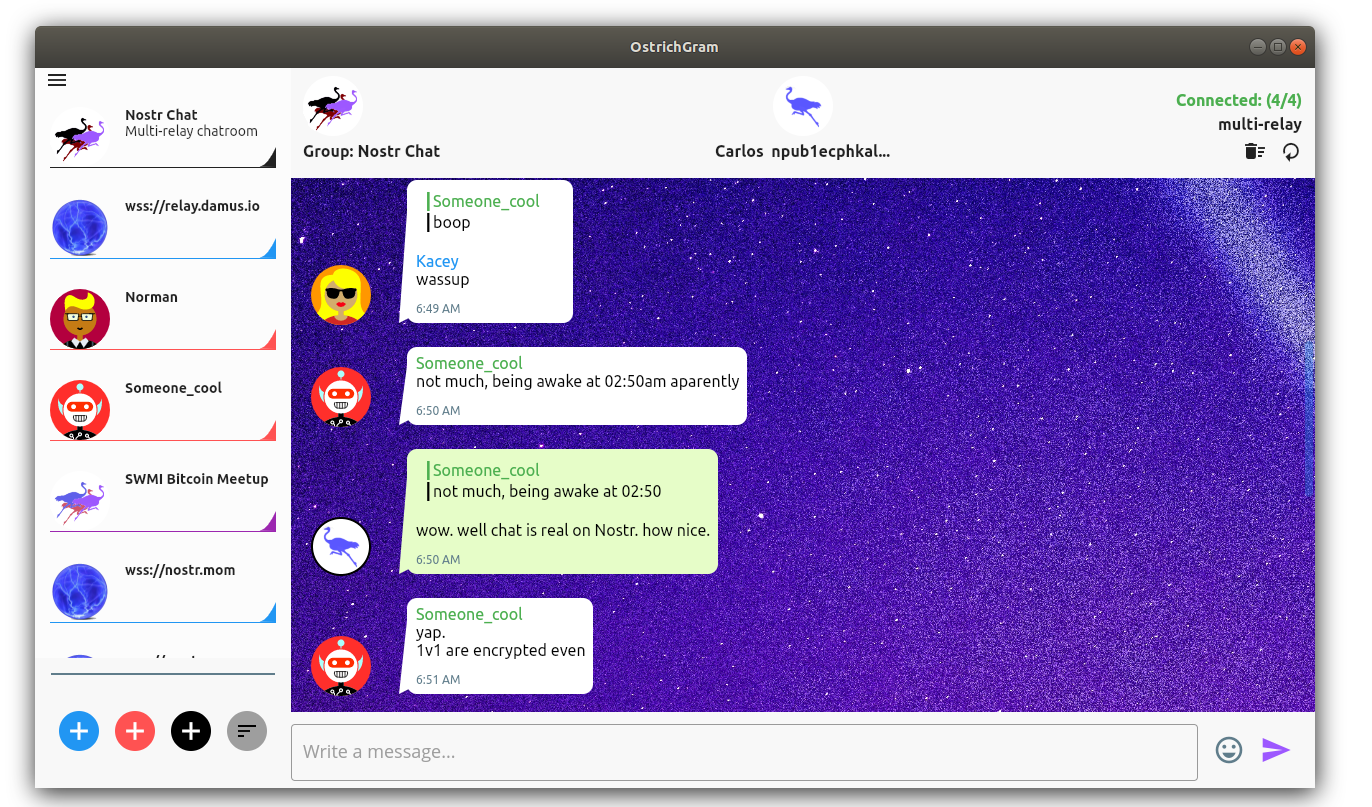 OstrichGram
Nostr Chat
Multi-relay chatroom
wss://relay.damus.io
Norman
Someone_cool
SWMI Bitcoin Meetup
wss://nostr.mom
Group: Nostr Chat
Carlos npub1ecphkal...
Connected: (4/4)
multi-relay
Someone_cool
boop
Kacey
wassup
6:49 AM
Someone_cool
not much, being awake at 02:50am aparently
6:50 AM
Someone_cool
not much, being awake at 02:50
wow. well chat is real on Nostr. how nice.
6:50 AM
Someone_cool
yap.
1v1 are encrypted even
6:51 AM
Write a message...